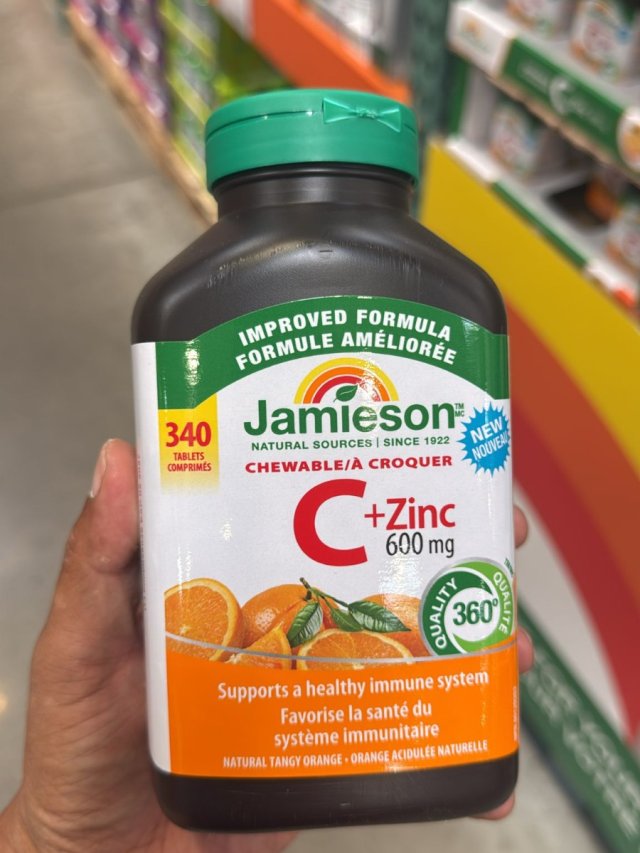 IMPROVED FORMULA
FORMULE AMÉLIORÉE
Jamieson™
MC
NATURAL SOURCES | SINCE 1922
NEW
NOUVEAU
340
TABLETS
COMPRIMÉS
CHEWABLE/À CROQUER
C
+Zinc
600 mg
QUALITY
360°
QUALITÉ
Supports a healthy immune system
Favorise la santé du
système immunitaire
NATURAL TANGY ORANGE • ORANGE ACIDULÉE NATURELLE